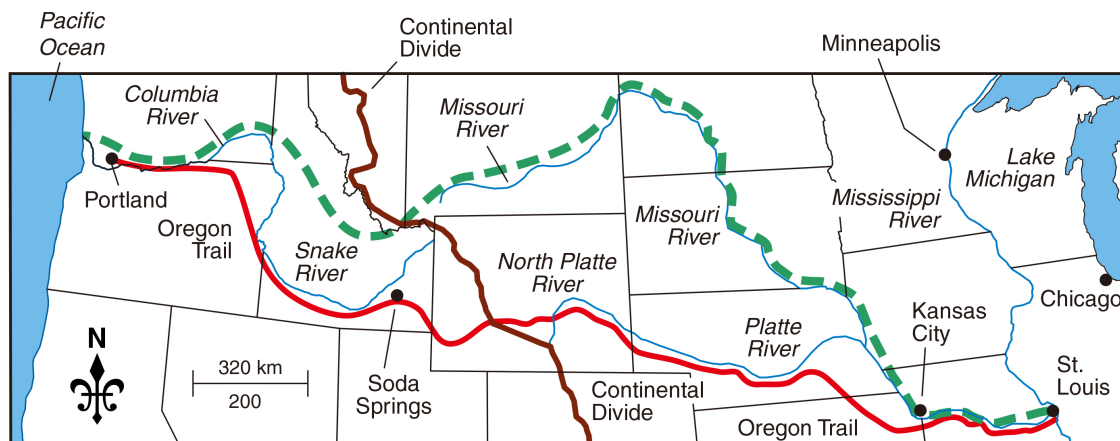 Pacific
Ocean
Continental
Divide
Minneapolis
Columbia
River
Missouri
River
Lake
Michigan
Portland
Mississippi
River
Oregon
Trail
Missouri
River
Snake
River
North Platte
River
Chicago
Kansas
City
Platte
River
N
320 km
200
Soda
Springs
Continental
Divide
St.
Louis
Oregon Trail